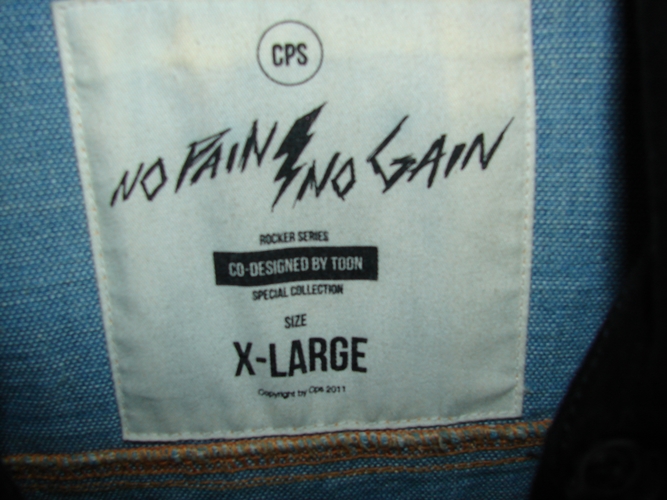 CPS
NO PAIN NO GAIN
ROCKER SERIES
CO-DESIGNED BY TOON
SPECIAL COLLECTION
SIZE
X-LARGE
Copyright by Cps 2011